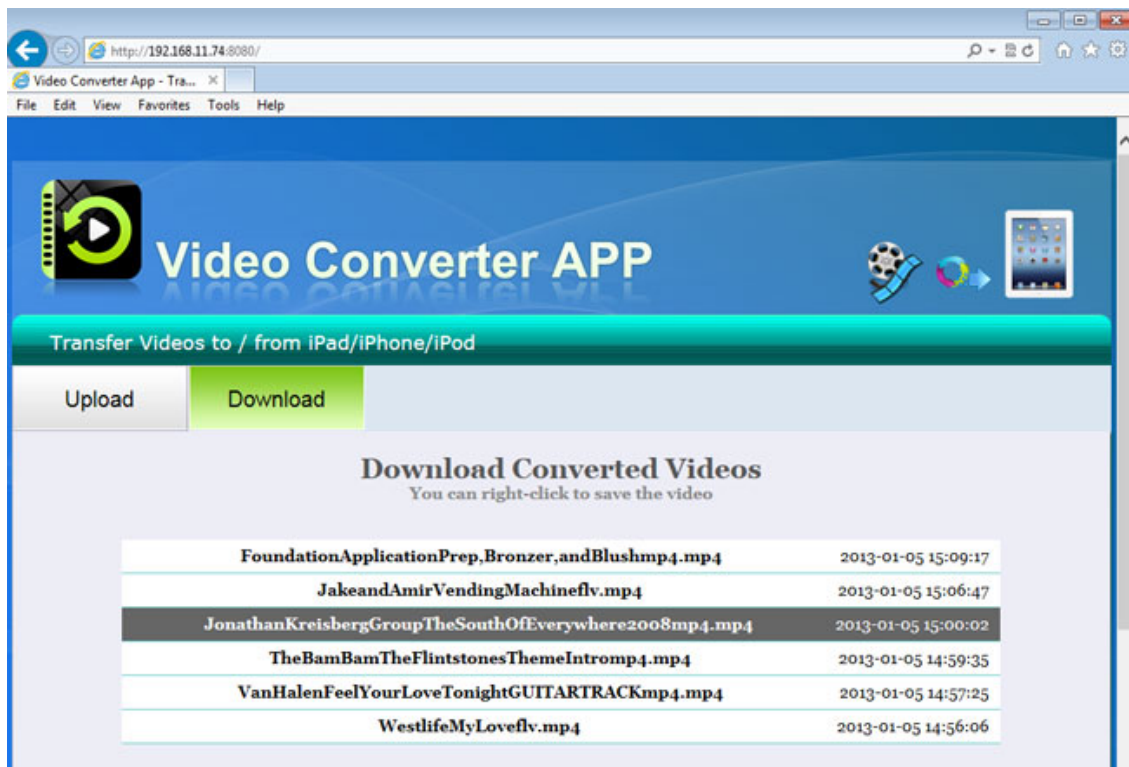 http://192.168.11.74:8080/
Video Converter App - Tra...
File Edit View Favorites Tools Help
Video Converter APP
Transfer Videos to / from iPad/iPhone/iPod
Upload Download
Download Converted Videos
You can right-click to save the video
FoundationApplicationPrep,Bronzer,andBlushmp4.mp4 2013-01-05 15:09:17
JakeandAmirVendingMachineflv.mp4 2013-01-05 15:06:47
JonathanKreisbergGroupTheSouthOfEverywhere2008mp4.mp4 2013-01-05 15:00:02
TheBamBamTheFlintstonesThemeIntromp4.mp4 2013-01-05 14:59:35
VanHalenFeelYourLoveTonightGUITARTRACKmp4.mp4 2013-01-05 14:57:25
WestlifeMyLoveflv.mp4 2013-01-05 14:56:06